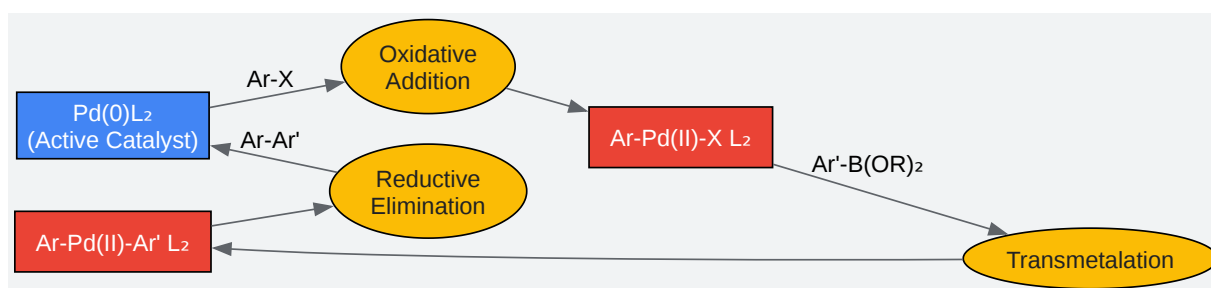 Oxidative
Addition
Ar-X
Pd(0)L₂
(Active Catalyst)
Ar-Pd(II)-X L₂
Ar-Ar'
Ar'-B(OR)₂
Reductive
Elimination
Ar-Pd(II)-Ar' L₂
Transmetalation